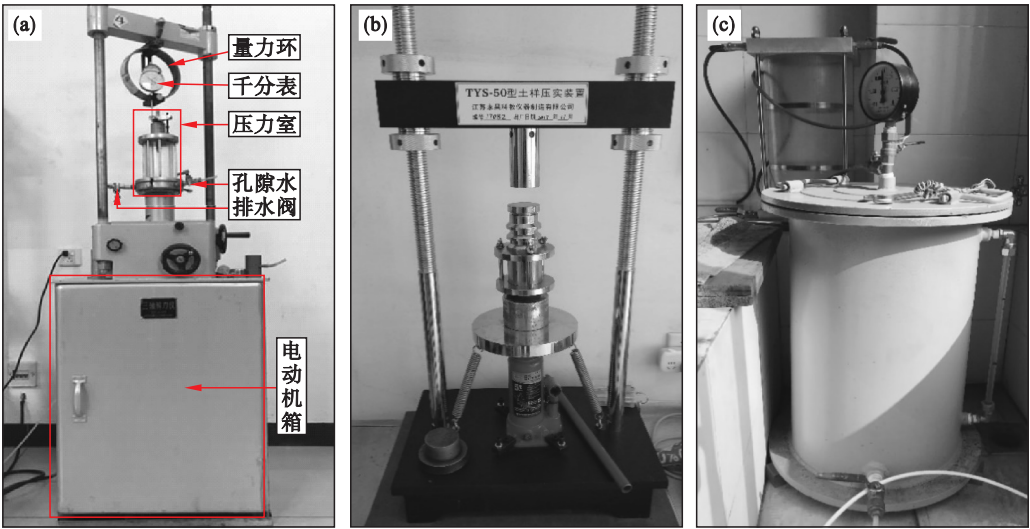 (a)
量力环
千分表
压力室
孔隙水
排水阀
电动机箱
(b)
TYS-50型土样压实装置
(c)